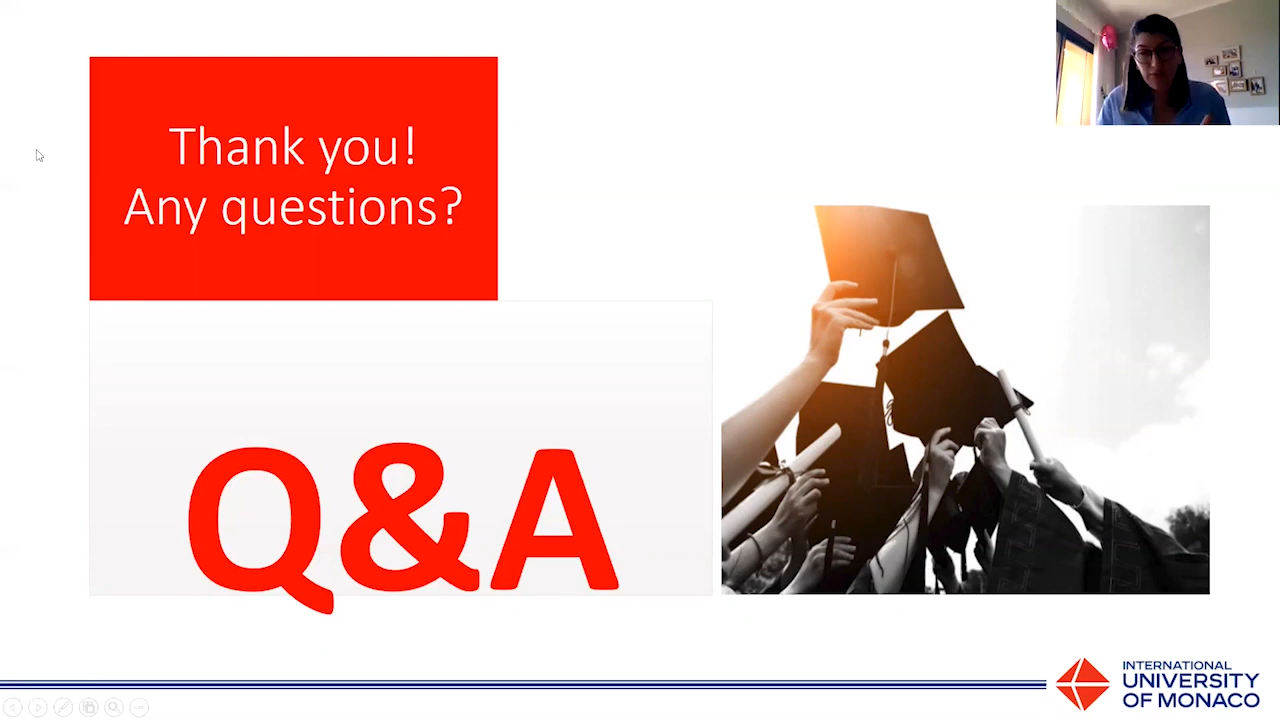 Thank you!
Any questions?
Q&A
INTERNATIONAL
UNIVERSITY
OF MONACO